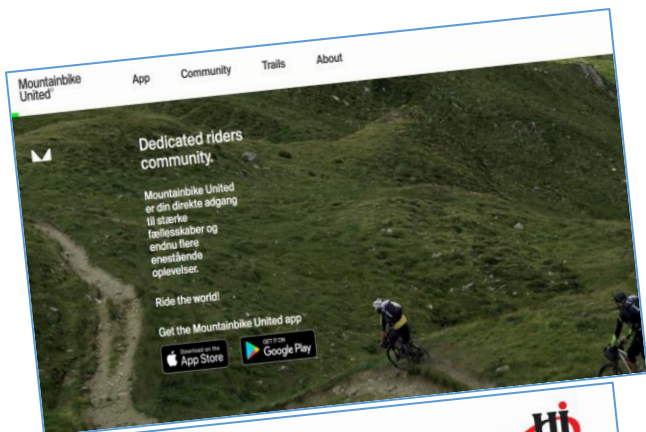 Mountainbike
United®
App
Community
Trails
About
Dedicated riders
community.
Mountainbike United
er din direkte adgang
til stærke
fællesskaber og
endnu flere
enestående
oplevelser.
Ride the world!
Get the Mountainbike United app
Download on the
App Store
GET IT ON
Google Play
Hi